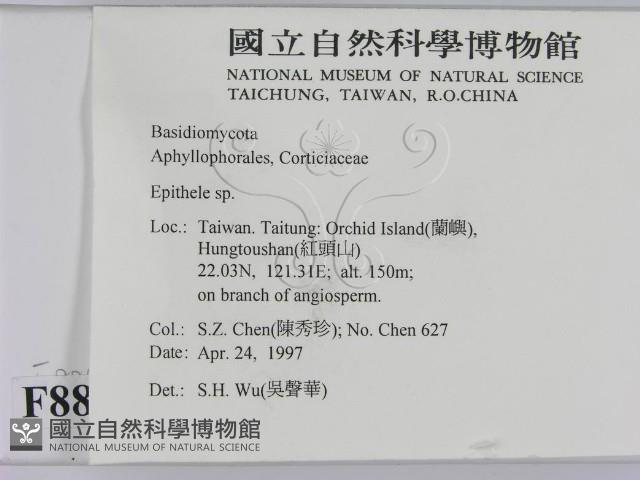 國立自然科學博物館
NATIONAL MUSEUM OF NATURAL SCIENCE
TAICHUNG, TAIWAN, R.O.CHINA
Basidiomycota
Aphyllophorales, Corticiaceae
Epithele sp.
Loc.: Taiwan. Taitung: Orchid Island(蘭嶼),
Hungtoushan(紅頭山)
22.03N, 121.31E; alt. 150m;
on branch of angiosperm.
Col.: S.Z. Chen(陳秀珍); No. Chen 627
Date: Apr. 24, 1997
Det.: S.H. Wu(吳聲華)
F88
國立自然科學博物館
NATIONAL MUSEUM OF NATURAL SCIENCE